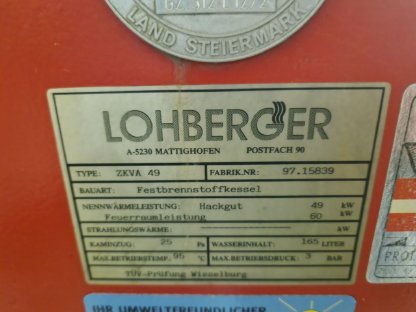 LAND STEIERMARK
LOHBERGER
A-5230 MATTIGHOFEN POSTFACH 90
TYPE: ZKVA 49 FABRIK.NR: 97.15839
BAUART: Festbrennstoffkessel
NENNWÄRMELEISTUNG: Hackgut 49 kW
Feuerraumleistung 60 kW
STRAHLUNGSWÄRME: kW
KAMINZUG: 25 Pa WASSERINHALT: 165 LITER
MAX.BETRIEBSTEMP. 95 °C MAX.BETRIEBSDRUCK: 3 BAR
TÜV-Prüfung Wieselburg
IHR UMWELTFREUNDLICHER